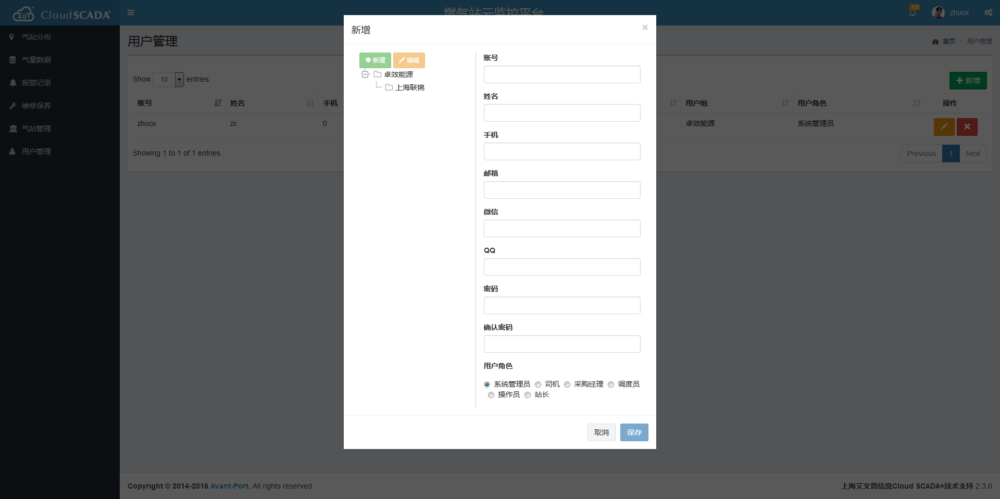 IoT CloudSCADA+
燃气站云监控平台
123
zhuox
气站分布
气量数据
报警记录
维修保养
气站管理
用户管理
用户管理
首页 > 用户管理
Show 10 entries
新增
账号 姓名 手机 用户组 用户角色 操作
zhuox zx 0 卓效能源 系统管理员
Showing 1 to 1 of 1 entries
Previous 1 Next
新增
×
新建 编辑
卓效能源
上海联锦
账号
姓名
手机
邮箱
微信
QQ
密码
确认密码
用户角色
系统管理员 司机 采购经理 调度员
操作员 站长
取消 保存
Copyright © 2014-2016 Avant-Port. All rights reserved.
上海艾文普信息Cloud SCADA+技术支持 2.3.0